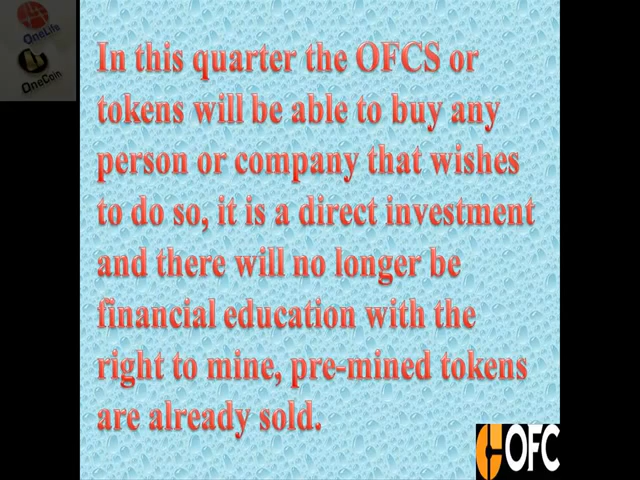 OneLife
OneCoin
In this quarter the OFCS or
tokens will be able to buy any
person or company that wishes
to do so, it is a direct investment
and there will no longer be
financial education with the
right to mine, pre-mined tokens
are already sold.
OFC